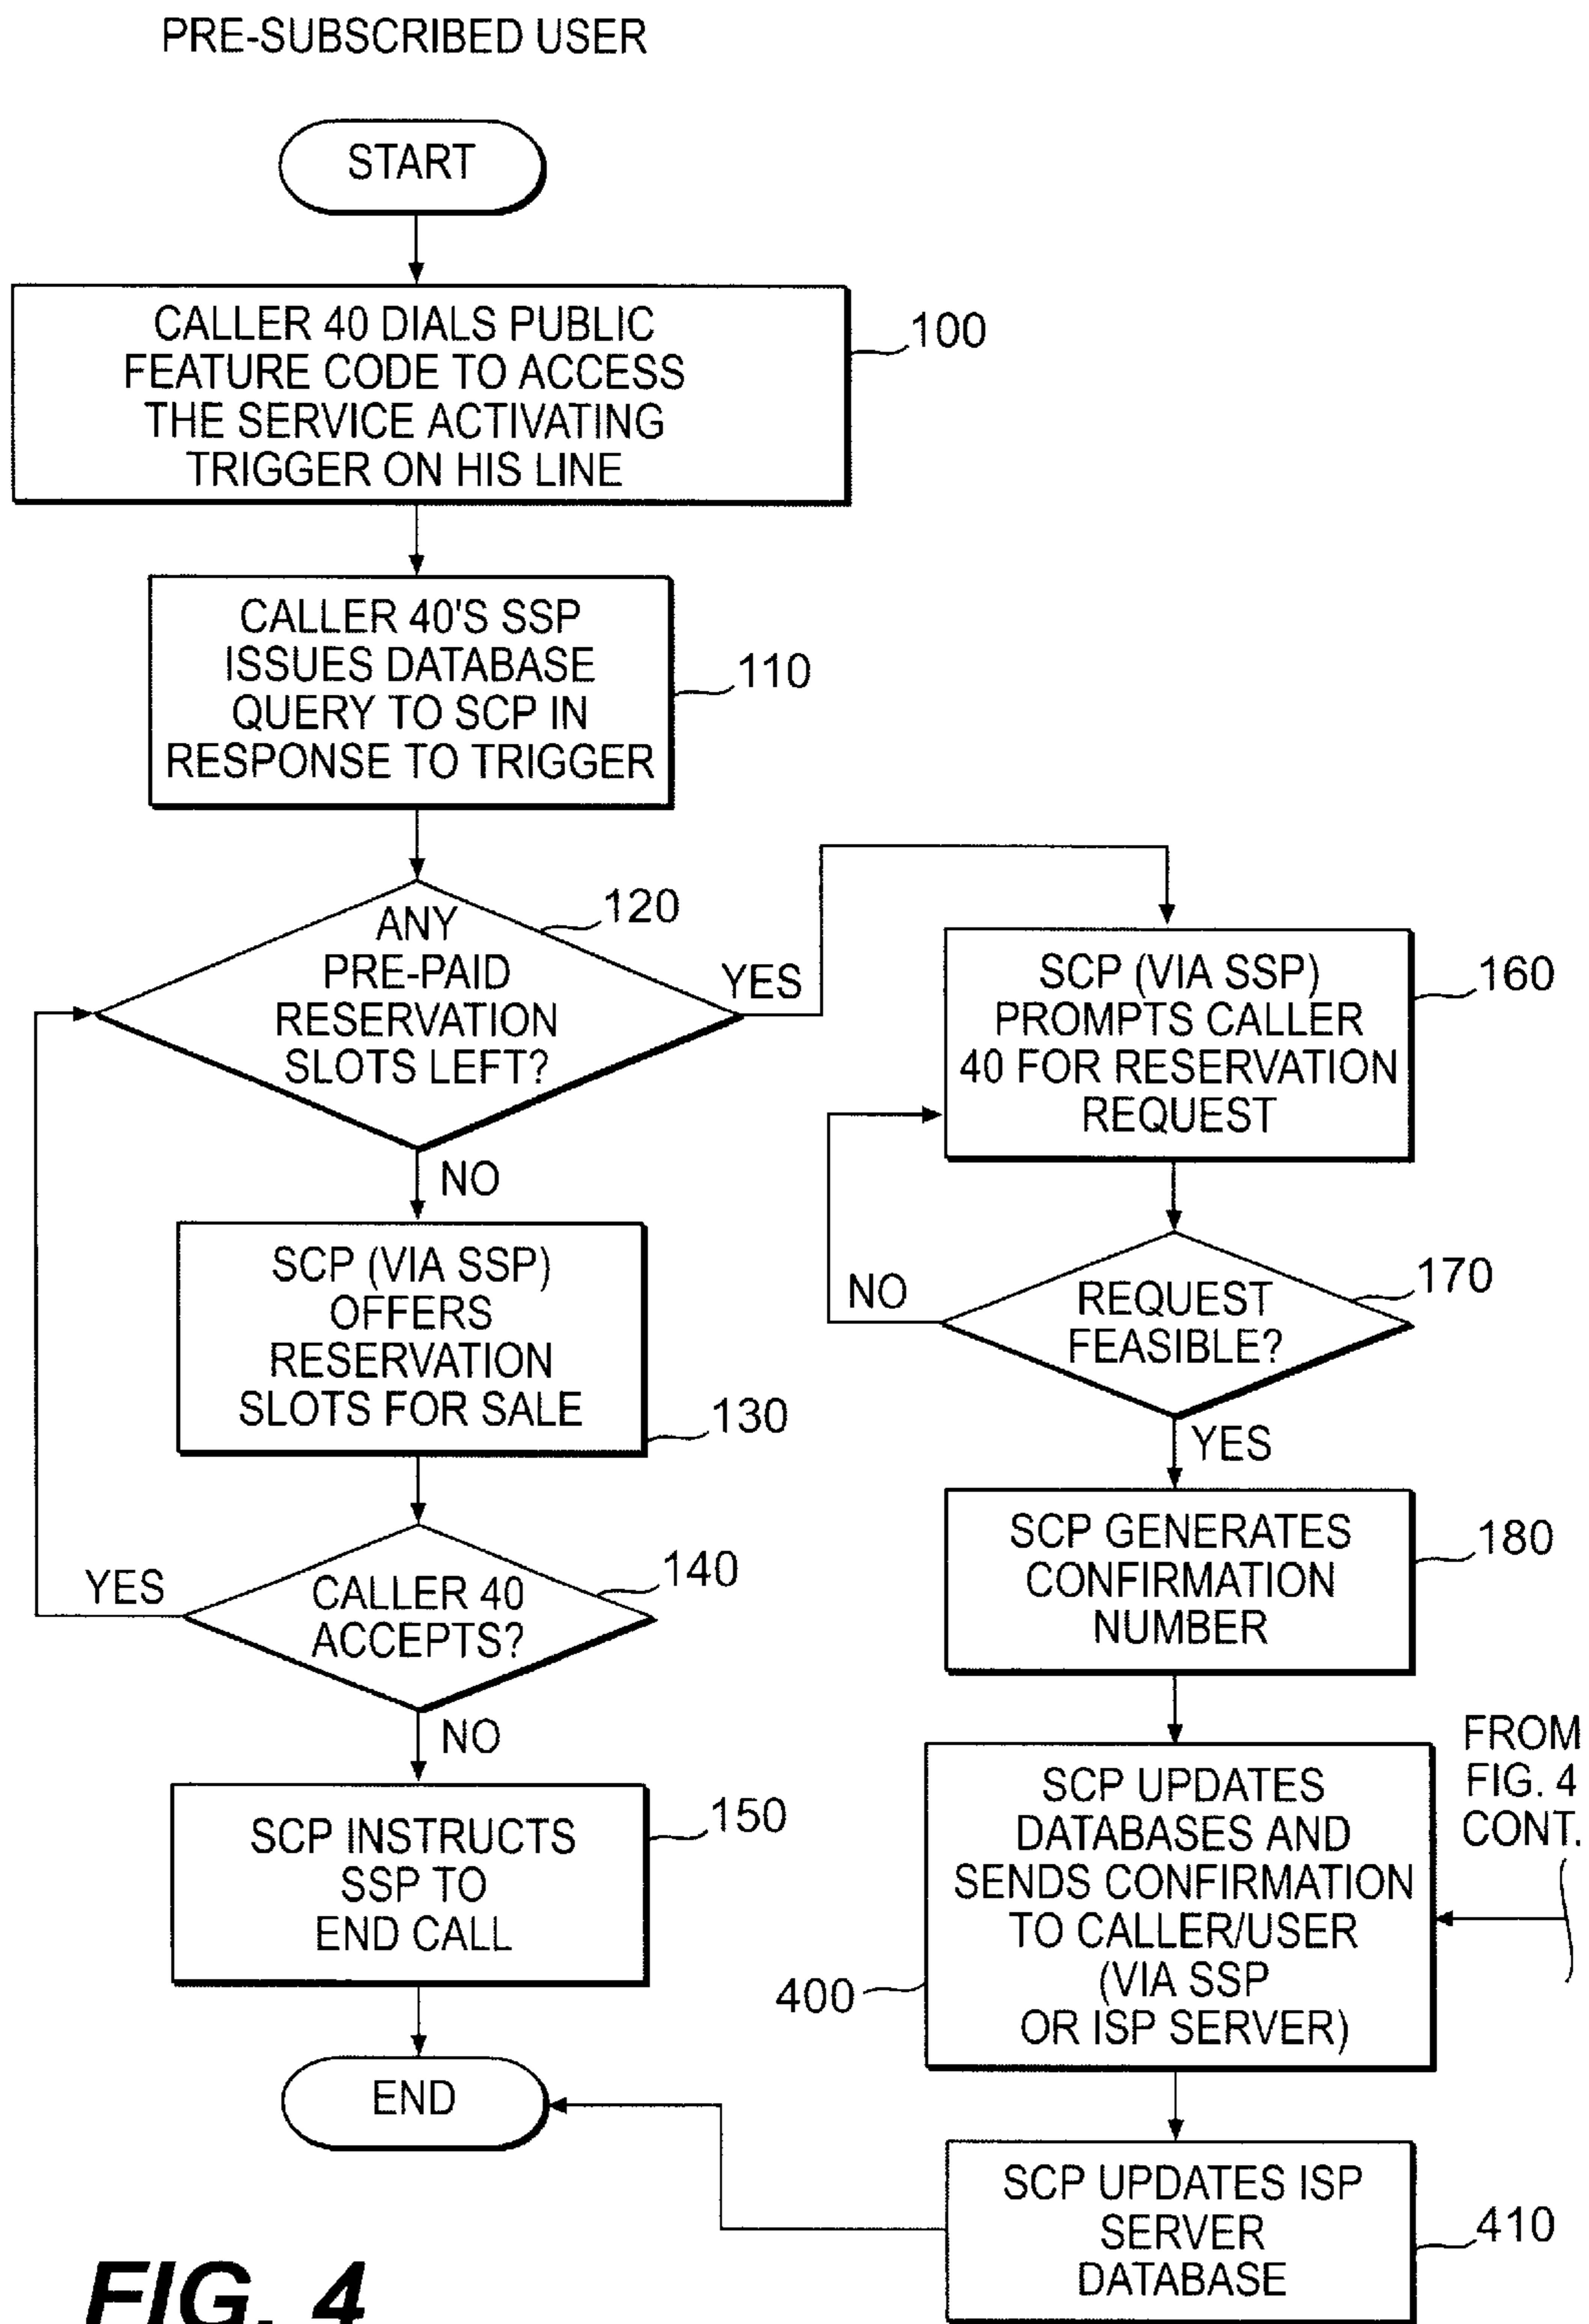 PRE-SUBSCRIBED USER
START
CALLER 40 DIALS PUBLIC
FEATURE CODE TO ACCESS
THE SERVICE ACTIVATING
TRIGGER ON HIS LINE
100
CALLER 40'S SSP
ISSUES DATABASE
QUERY TO SCP IN
RESPONSE TO TRIGGER
110
ANY
PRE-PAID
RESERVATION
SLOTS LEFT?
120
YES
NO
SCP (VIA SSP)
OFFERS
RESERVATION
SLOTS FOR SALE
130
CALLER 40
ACCEPTS?
140
YES
NO
SCP INSTRUCTS
SSP TO
END CALL
150
END
SCP (VIA SSP)
PROMPTS CALLER
40 FOR RESERVATION
REQUEST
160
REQUEST
FEASIBLE?
170
NO
YES
SCP GENERATES
CONFIRMATION
NUMBER
180
SCP UPDATES
DATABASES AND
SENDS CONFIRMATION
TO CALLER/USER
(VIA SSP
OR ISP SERVER)
400
FROM
FIG. 4
CONT.
SCP UPDATES ISP
SERVER
DATABASE
410
FIG. 4